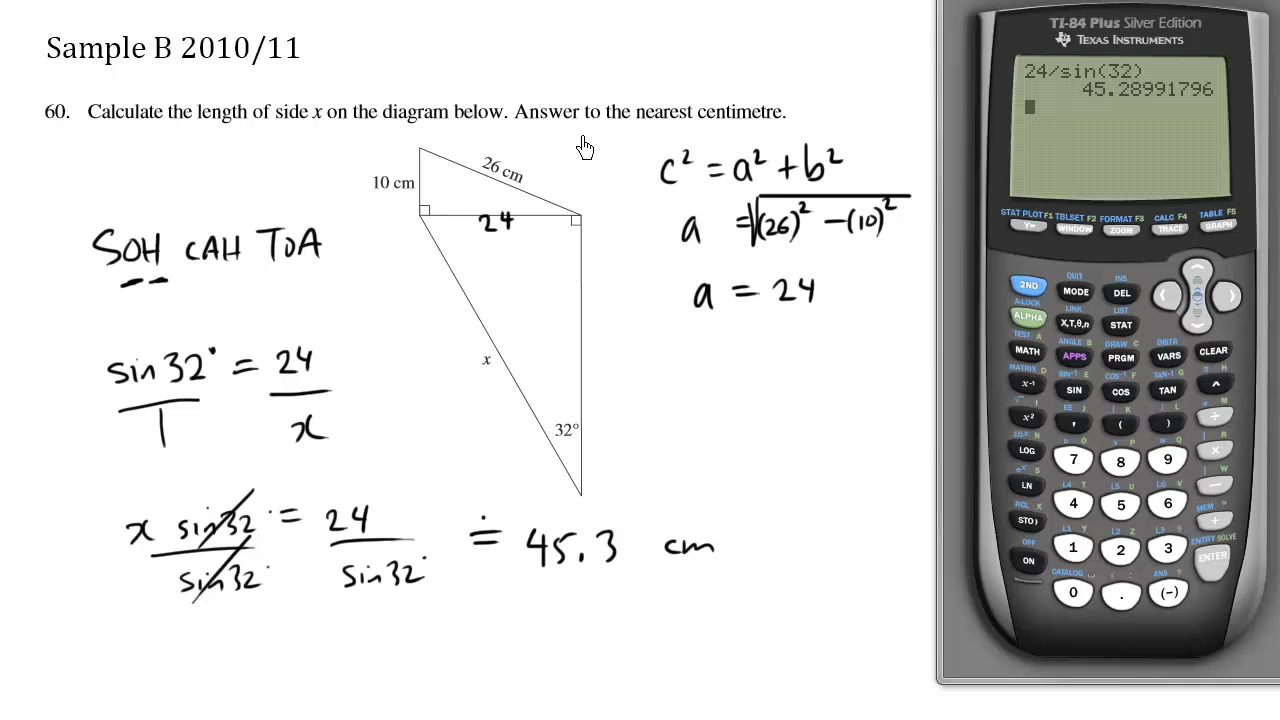 Sample B 2010/11
60. Calculate the length of side x on the diagram below. Answer to the nearest centimetre.
10 cm
26 cm
24
x
32°
SOH CAH TOA
sin 32° = 24
1 x
x sin32° = 24
sin32° sin32°
≐ 45.3 cm
c² = a² + b²
a = √(26)² − (10)²
a = 24
TI-84 Plus Silver Edition
TEXAS INSTRUMENTS
24/sin(32)
45.28991796
STAT PLOT F1 TBLSET F2 FORMAT F3 CALC F4 TABLE F5
Y= WINDOW ZOOM TRACE GRAPH
QUIT INS
2ND MODE DEL
A-LOCK LINK LIST
ALPHA X,T,θ,n STAT
TEST A ANGLE B DRAW C DISTR
MATH APPS PRGM VARS CLEAR
MATRIX D SIN⁻¹ E COS⁻¹ F TAN⁻¹ G H
x⁻¹ SIN COS TAN ^
√ I EE J { K } L e M
x² , ( ) ÷
10ˣ N u O v P w Q [ R
LOG 7 8 9 ×
eˣ S L4 T L5 U L6 V ] W
LN 4 5 6 −
RCL X L1 Y L2 Z L3 θ MEM "
STO› 1 2 3 +
OFF CATALOG ⎵ i : ANS ? ENTRY SOLVE
ON 0 . (−) ENTER